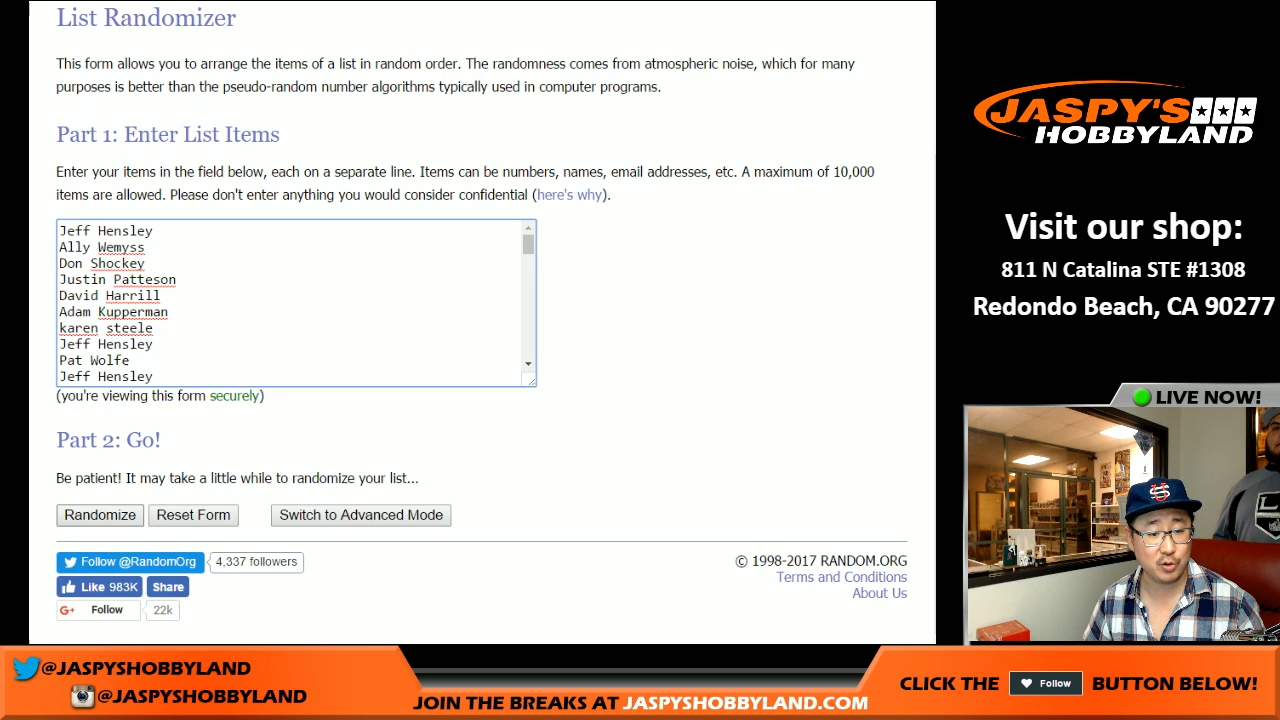 List Randomizer
This form allows you to arrange the items of a list in random order. The randomness comes from atmospheric noise, which for many
purposes is better than the pseudo-random number algorithms typically used in computer programs.
Part 1: Enter List Items
Enter your items in the field below, each on a separate line. Items can be numbers, names, email addresses, etc. A maximum of 10,000
items are allowed. Please don't enter anything you would consider confidential (here's why).
Jeff Hensley
Ally Wemyss
Don Shockey
Justin Patteson
David Harrill
Adam Kupperman
karen steele
Jeff Hensley
Pat Wolfe
Jeff Hensley
(you're viewing this form securely)
Part 2: Go!
Be patient! It may take a little while to randomize your list...
Randomize
Reset Form
Switch to Advanced Mode
Follow @RandomOrg
4,337 followers
Like 983K
Share
G+ Follow
22k
© 1998-2017 RANDOM.ORG
Terms and Conditions
About Us
JASPY'S
HOBBYLAND
Visit our shop:
811 N Catalina STE #1308
Redondo Beach, CA 90277
LIVE NOW!
@JASPYSHOBBYLAND
@JASPYSHOBBYLAND
JOIN THE BREAKS AT JASPYSHOBBYLAND.COM
CLICK THE Follow BUTTON BELOW!